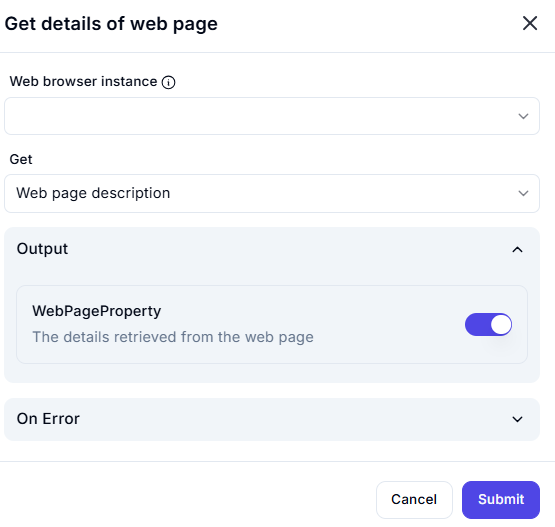 Get details of web page
Web browser instance
Get
Web page description
Output
WebPageProperty
The details retrieved from the web page
On Error
Cancel
Submit